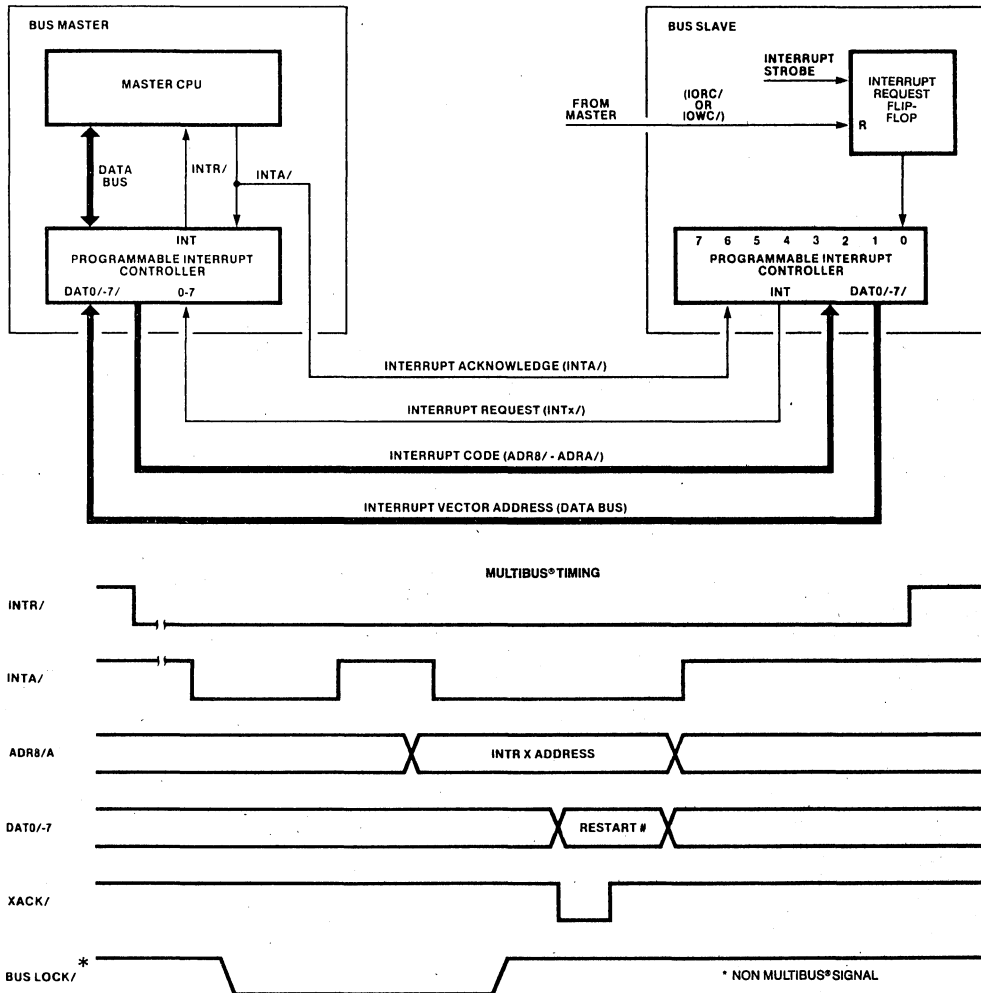 BUS MASTER
MASTER CPU
DATA
BUS
INTR/
INTA/
INT
PROGRAMMABLE INTERRUPT
CONTROLLER
DAT0/-7/ 0-7
BUS SLAVE
INTERRUPT
STROBE
FROM
MASTER
(IORC/
OR
IOWC/)
INTERRUPT
REQUEST
FLIP-
FLOP
R
7 6 5 4 3 2 1 0
PROGRAMMABLE INTERRUPT
CONTROLLER
INT DAT0/-7/
INTERRUPT ACKNOWLEDGE (INTA/)
INTERRUPT REQUEST (INTx/)
INTERRUPT CODE (ADR8/ - ADRA/)
INTERRUPT VECTOR ADDRESS (DATA BUS)
MULTIBUS® TIMING
INTR/
INTA/
ADR8/A
INTR X ADDRESS
DAT0/-7
RESTART #
XACK/
BUS LOCK/ *
* NON MULTIBUS® SIGNAL